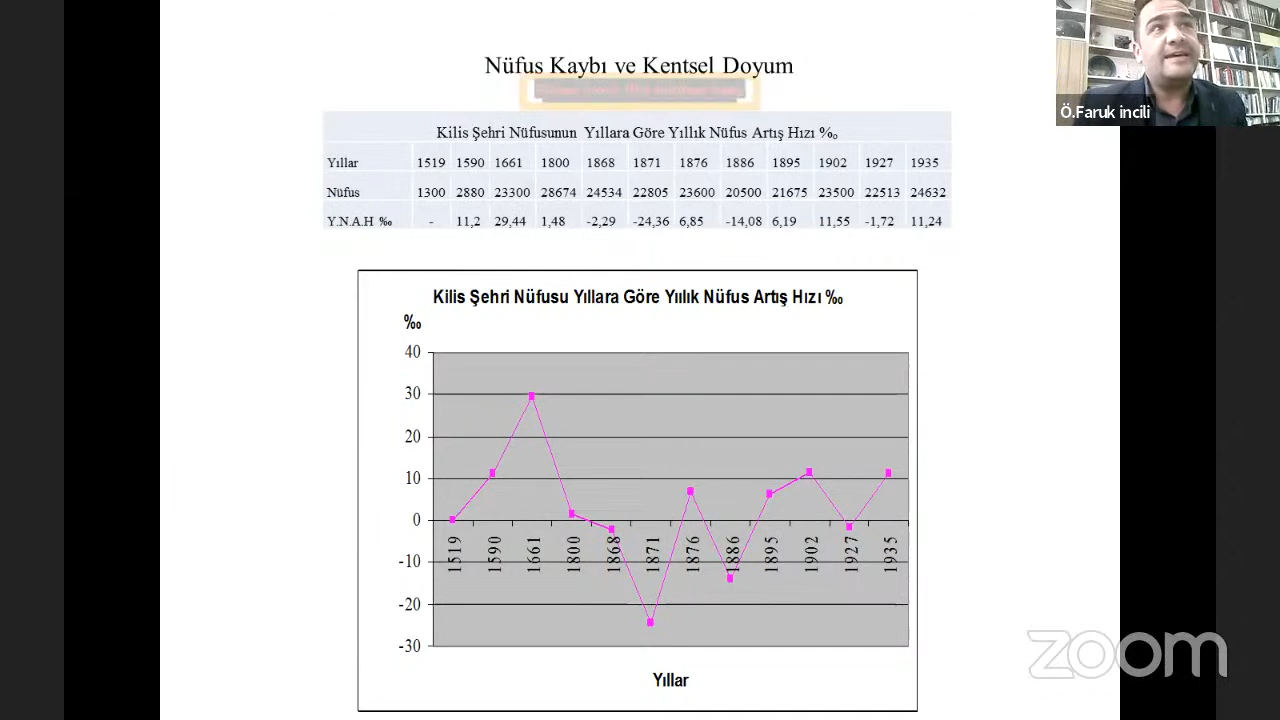 Nüfus Kaybı ve Kentsel Doyum
Kilis Şehri Nüfusunun Yıllara Göre Yıllık Nüfus Artış Hızı ‰
Yıllar 1519 1590 1661 1800 1868 1871 1876 1886 1895 1902 1927 1935
Nüfus 1300 2880 23300 28674 24534 22805 23600 20500 21675 23500 22513 24632
Y.N.A.H ‰ - 11,2 29,44 1,48 -2,29 -24,36 6,85 -14,08 6,19 11,55 -1,72 11,24
Kilis Şehri Nüfusu Yıllara Göre Yıılık Nüfus Artış Hızı ‰
‰
40
30
20
10
0
-10
-20
-30
1519 1590 1661 1800 1868 1871 1876 1886 1895 1902 1927 1935
Yıllar
Ö.Faruk incili
zoom